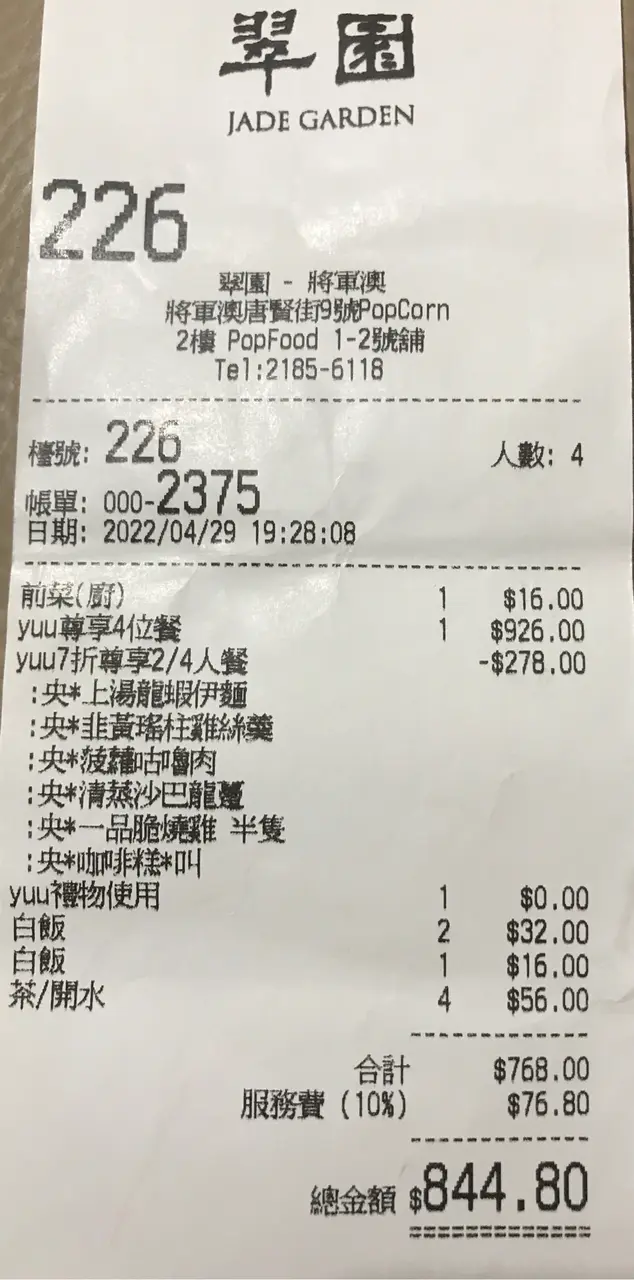 翠園
JADE GARDEN
226
翠園 - 將軍澳
將軍澳唐賢街9號PopCorn
2樓 PopFood 1-2號舖
Tel:2185-6118
檯號: 226 人數: 4
帳單: 000-2375
日期: 2022/04/29 19:28:08
前菜(廚) 1 $16.00
yuu尊享4位餐 1 $926.00
yuu7折尊享2/4人餐 -$278.00
:央*上湯龍蝦伊麵
:央*韭黃瑤柱雞絲羹
:央*菠蘿咕嚕肉
:央*清蒸沙巴龍躉
:央*一品脆燒雞 半隻
:央*咖啡糕*叫
yuu禮物使用 1 $0.00
白飯 2 $32.00
白飯 1 $16.00
茶/開水 4 $56.00
合計 $768.00
服務費 (10%) $76.80
總金額 $844.80